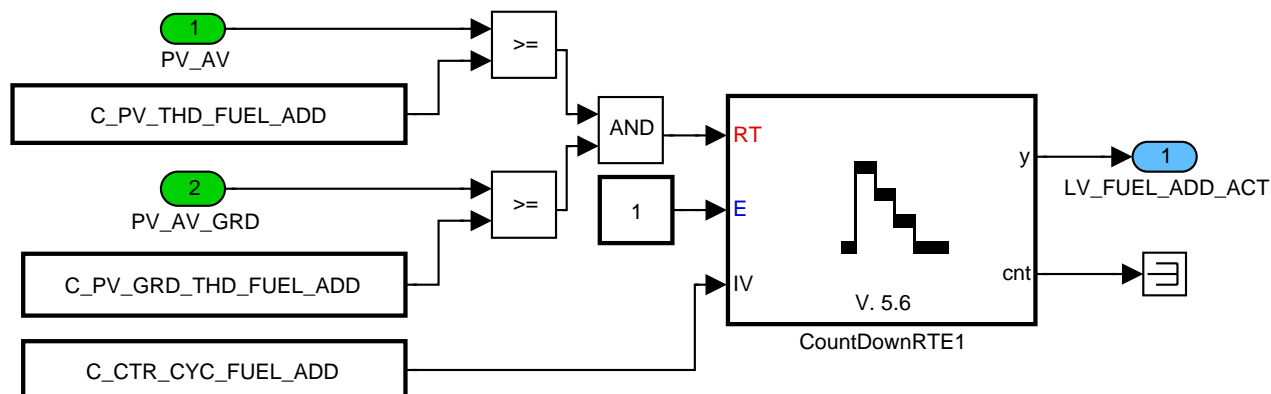 1
PV_AV
>=
C_PV_THD_FUEL_ADD
AND
RT
y
1
LV_FUEL_ADD_ACT
2
PV_AV_GRD
>=
1
E
C_PV_GRD_THD_FUEL_ADD
IV
cnt
V. 5.6
CountDownRTE1
C_CTR_CYC_FUEL_ADD